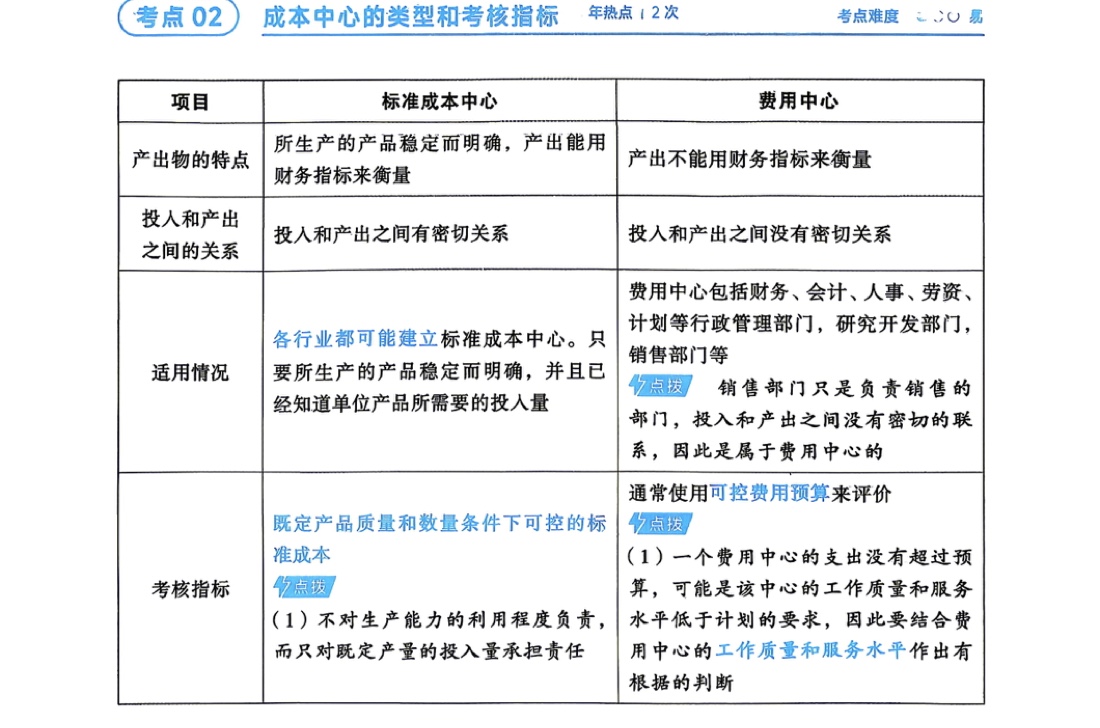 考点 02 成本中心的类型和考核指标 年热点 2次 考点难度 易
项目 标准成本中心 费用中心
产出物的特点
所生产的产品稳定而明确，产出能用
财务指标来衡量
产出不能用财务指标来衡量
投入和产出
之间的关系
投入和产出之间有密切关系
投入和产出之间没有密切关系
适用情况
各行业都可能建立标准成本中心。只
要所生产的产品稳定而明确，并且已
经知道单位产品所需要的投入量
费用中心包括财务、会计、人事、劳资、
计划等行政管理部门，研究开发部门，
销售部门等
点拨 销售部门只是负责销售的
部门，投入和产出之间没有密切的联
系，因此是属于费用中心的
考核指标
既定产品质量和数量条件下可控的标
准成本
点拨
（1）不对生产能力的利用程度负责，
而只对既定产量的投入量承担责任
通常使用可控费用预算来评价
点拨
（1）一个费用中心的支出没有超过预
算，可能是该中心的工作质量和服务
水平低于计划的要求，因此要结合费
用中心的工作质量和服务水平作出有
根据的判断